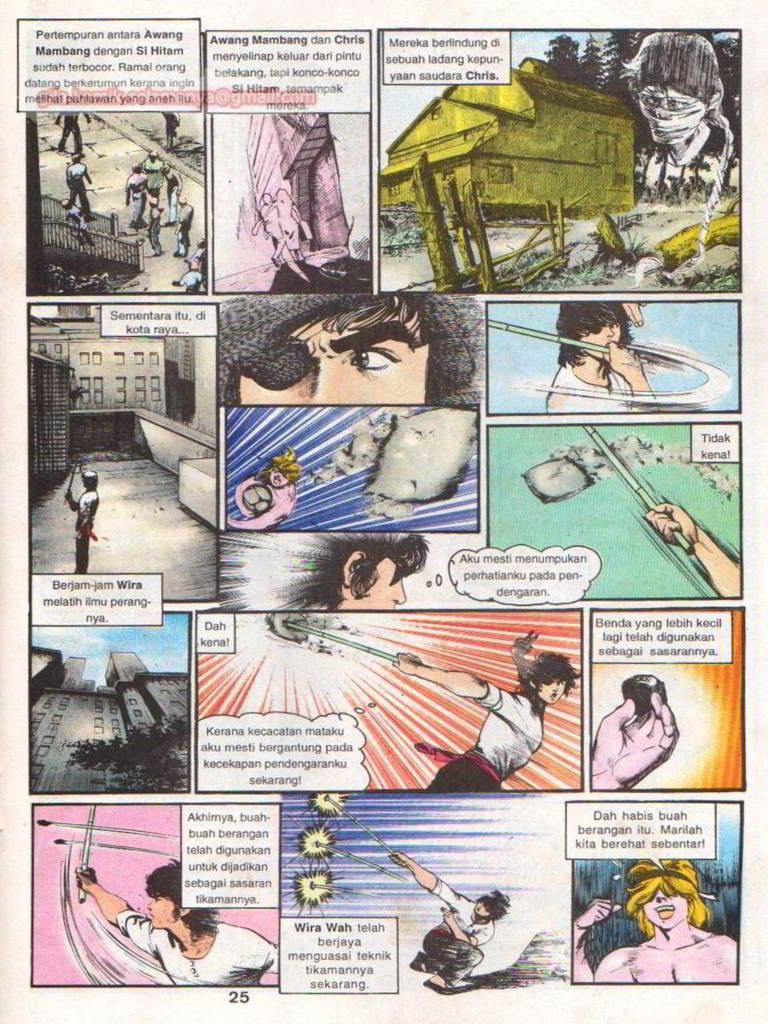 Pertempuran antara Awang
Mambang dengan Si Hitam
sudah terbocor. Ramai orang
datang berkerumun kerana ingin
melihat pahlawan yang aneh itu.
Awang Mambang dan Chris
menyelinap keluar dari pintu
belakang, tapi konco-konco
Si Hitam, ternampak
mereka.
Mereka berlindung di
sebuah ladang kepun-
yaan saudara Chris.
Sementara itu, di
kota raya...
Tidak
kena!
Aku mesti menumpukan
perhatianku pada pen-
dengaran.
Berjam-jam Wira
melatih ilmu perang-
nya.
Dah
kena!
Kerana kecacatan mataku
aku mesti bergantung pada
kecekapan pendengaranku
sekarang!
Benda yang lebih kecil
lagi telah digunakan
sebagai sasarannya.
Akhirnya, buah-
buah berangan
telah digunakan
untuk dijadikan
sebagai sasaran
tikamannya.
Wira Wah telah
berjaya
menguasai teknik
tikamannya
sekarang.
Dah habis buah
berangan itu. Marilah
kita berehat sebentar!
25